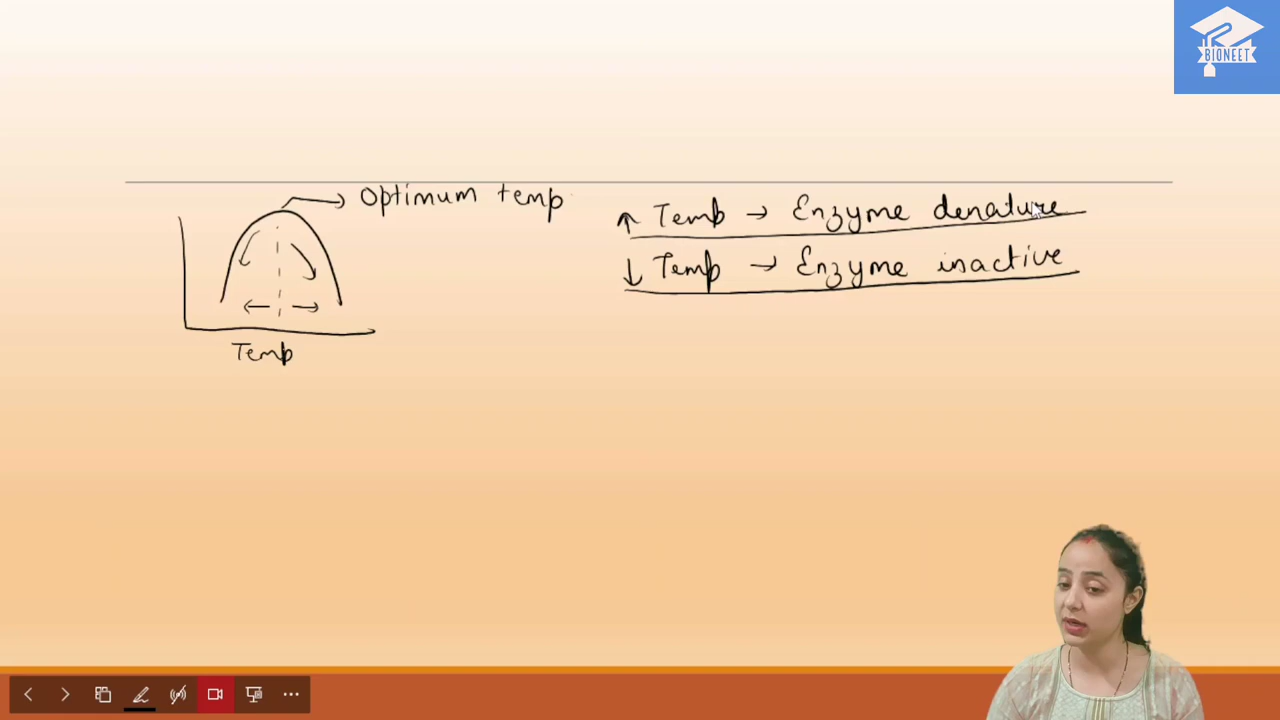 BIONEET
Optimum temp
↑ Temp → Enzyme denature
↓ Temp → Enzyme inactive
Temp